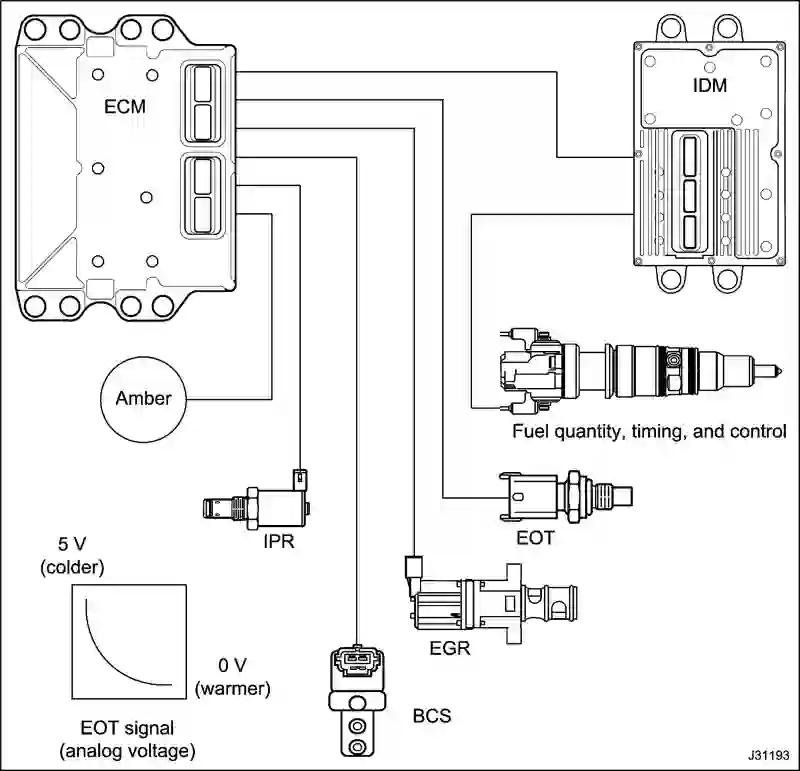 ECM
IDM
Amber
Fuel quantity, timing, and control
IPR
EOT
5 V
(colder)
EGR
0 V
(warmer)
BCS
EOT signal
(analog voltage)
J31193